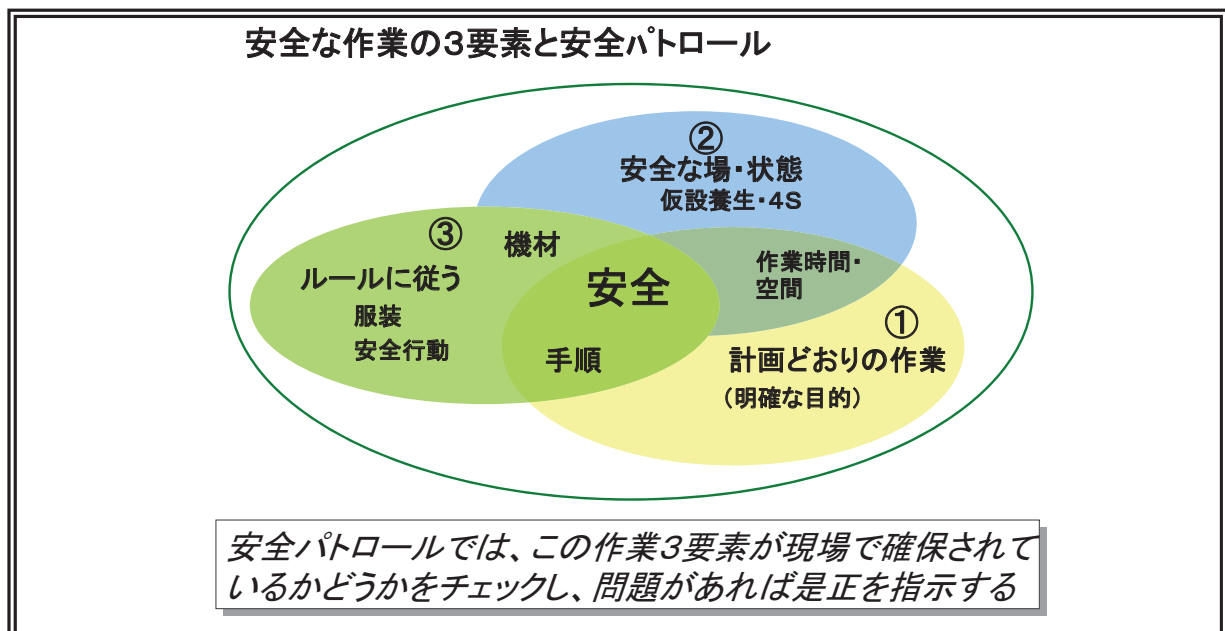 安全な作業の3要素と安全パトロール
②
安全な場・状態
仮設養生・4S
③
機材
ルールに従う
服装
安全行動
安全
手順
作業時間・
空間
①
計画どおりの作業
(明確な目的)
安全パトロールでは、この作業3要素が現場で確保されて
いるかどうかをチェックし、問題があれば是正を指示する